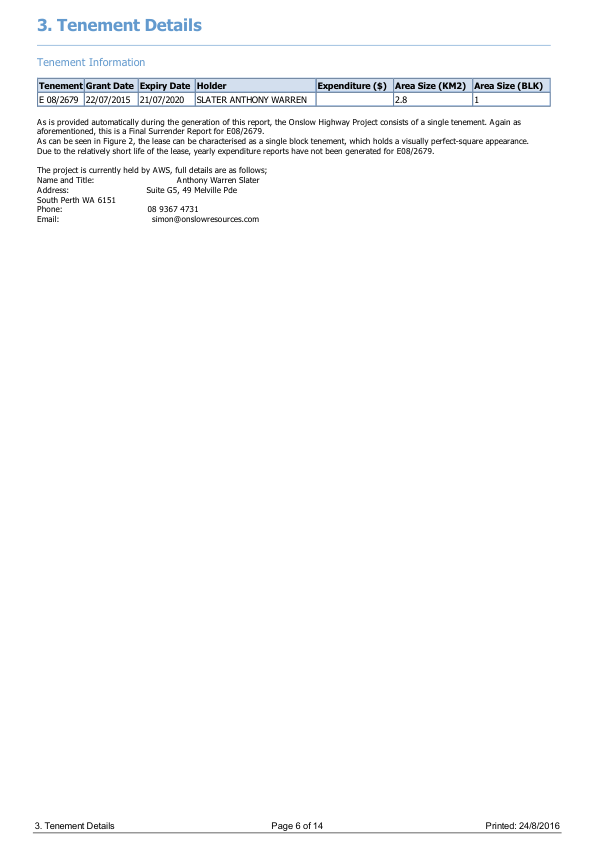 3. Tenement Details
Tenement Information
Tenement Grant Date Expiry Date Holder Expenditure ($) Area Size (KM2) Area Size (BLK)
E 08/2679 22/07/2015 21/07/2020 SLATER ANTHONY WARREN 2.8 1
As is provided automatically during the generation of this report, the Onslow Highway Project consists of a single tenement. Again as
aforementioned, this is a Final Surrender Report for E08/2679.
As can be seen in Figure 2, the lease can be characterised as a single block tenement, which holds a visually perfect-square appearance.
Due to the relatively short life of the lease, yearly expenditure reports have not been generated for E08/2679.
The project is currently held by AWS, full details are as follows;
Name and Title: Anthony Warren Slater
Address: Suite G5, 49 Melville Pde
South Perth WA 6151
Phone: 08 9367 4731
Email: simon@onslowresources.com
3. Tenement Details Page 6 of 14 Printed: 24/8/2016